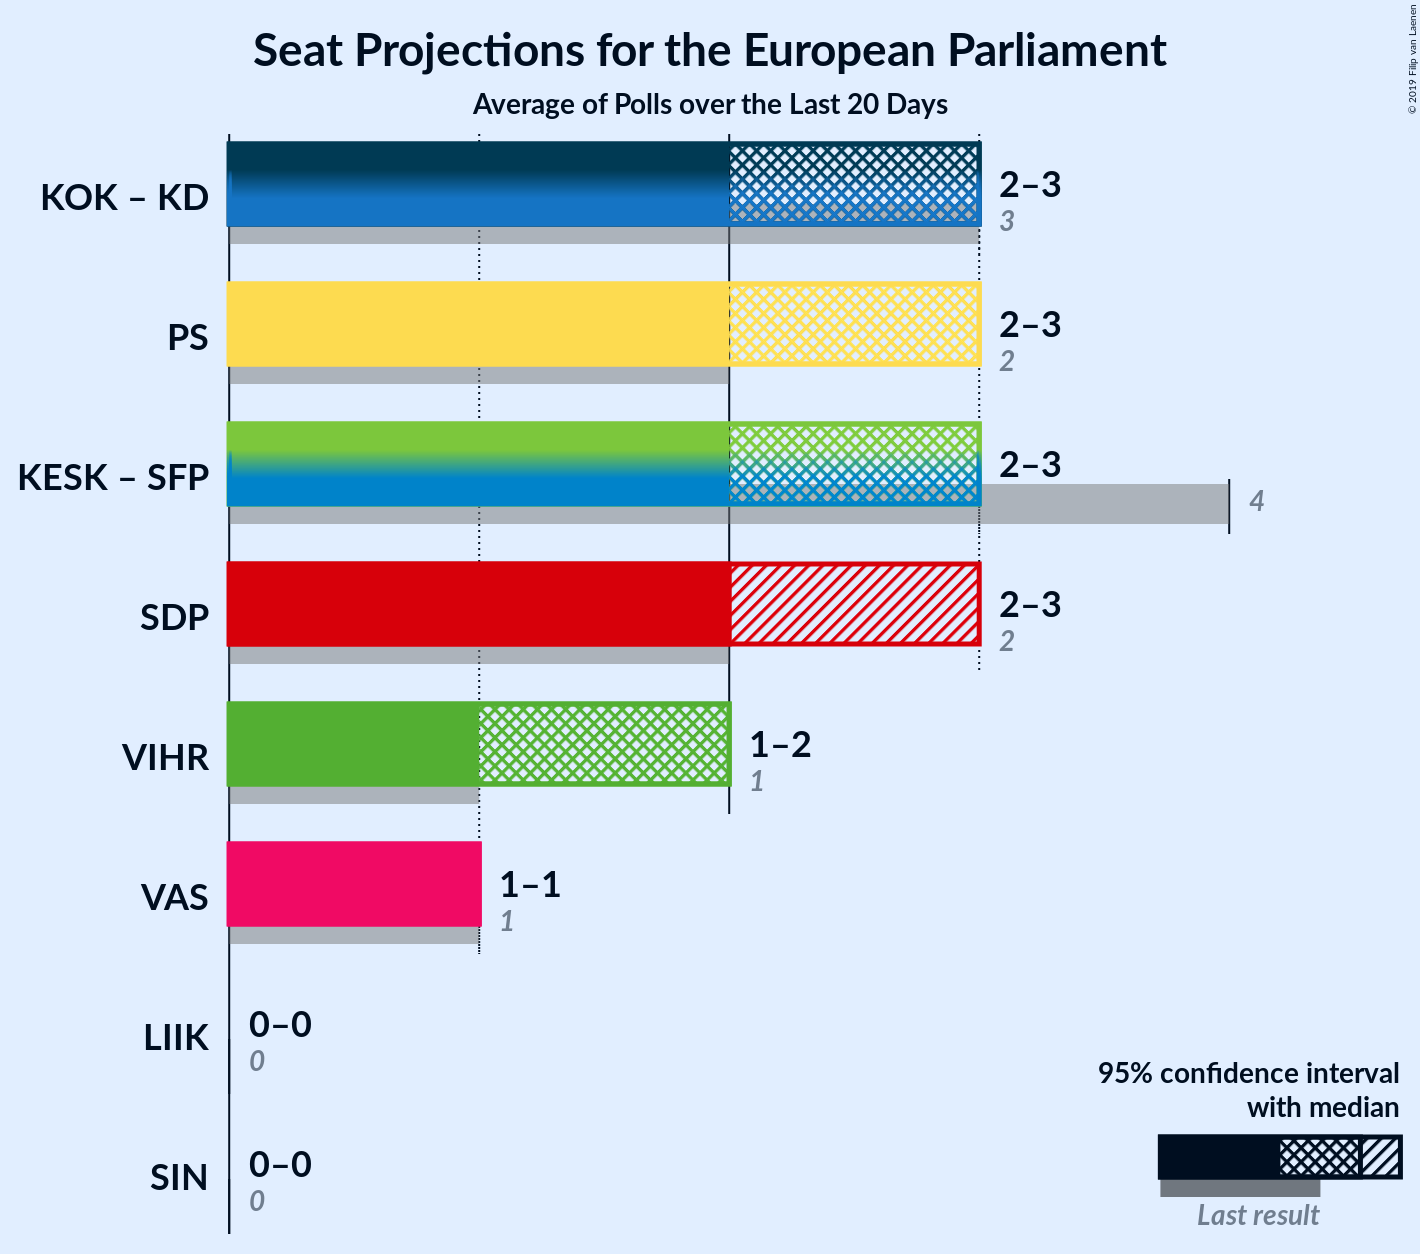 Seat Projections for the European Parliament
Average of Polls over the Last 20 Days
© 2019 Filip van Laenen
KOK – KD
2–3
3
PS
2–3
2
KESK – SFP
2–3
4
SDP
2–3
2
VIHR
1–2
1
VAS
1–1
1
LIIK
0–0
0
SIN
0–0
0
95% confidence interval
with median
Last result